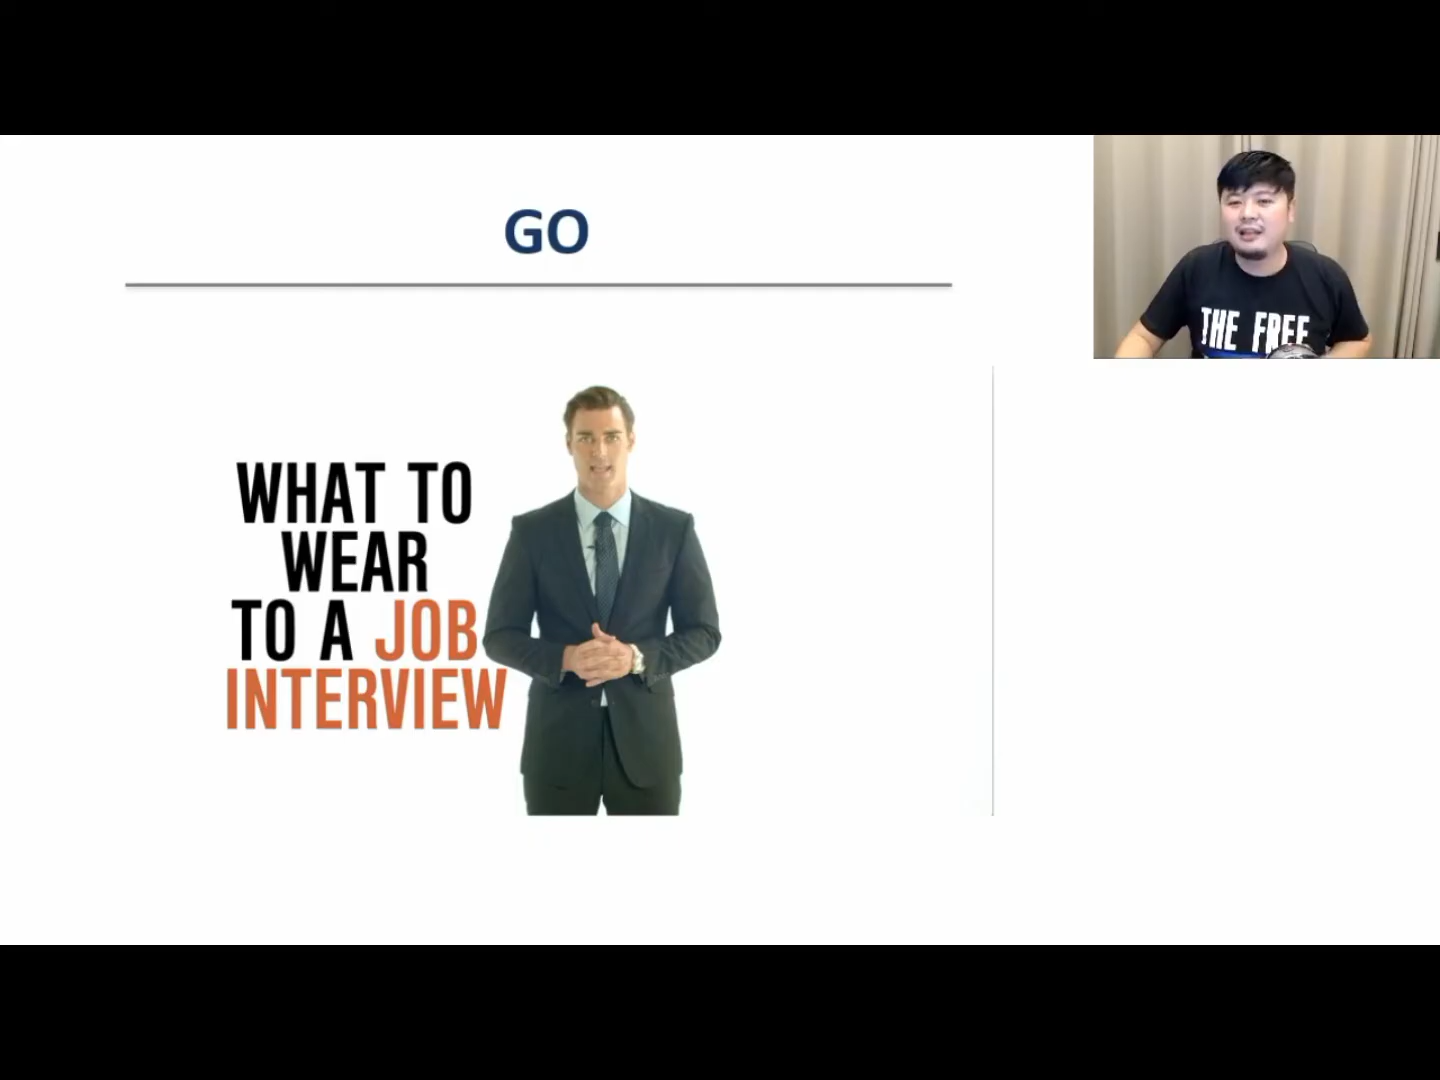 GO
WHAT TO
WEAR
TO A JOB
INTERVIEW
THE FREE